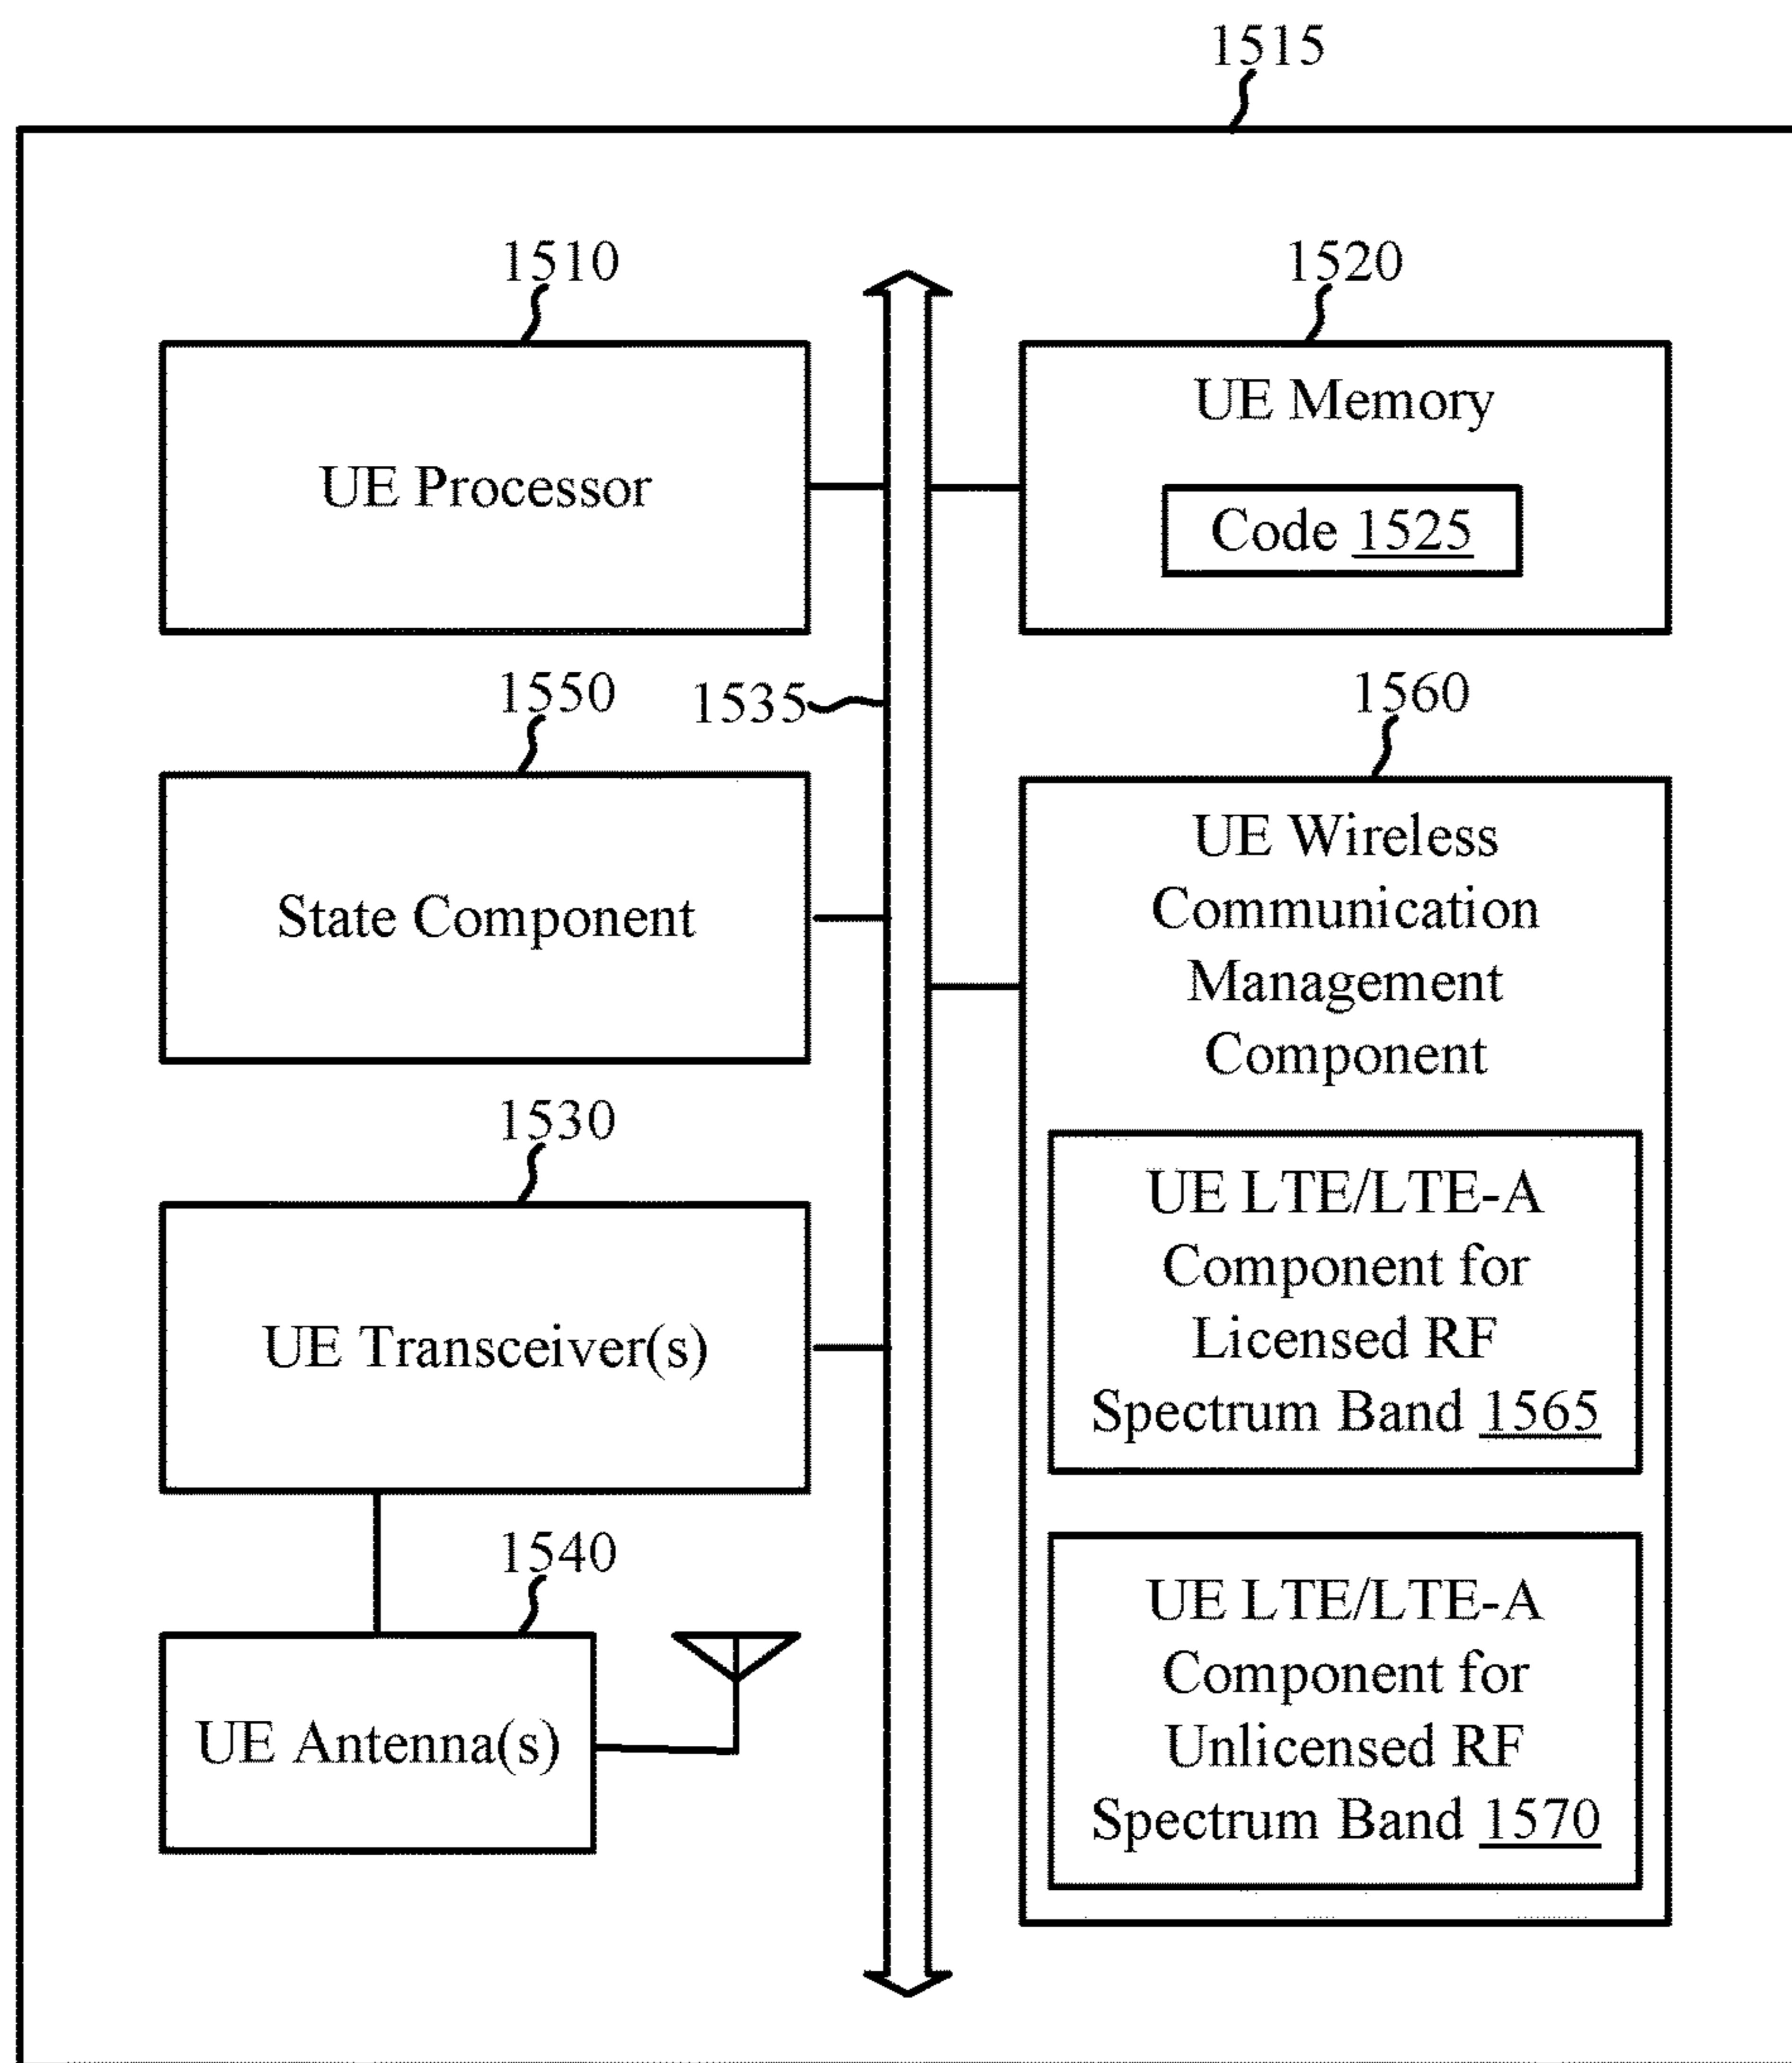 1515
1510
1520
UE Processor
UE Memory
Code 1525
1550
1535
1560
State Component
UE Wireless
Communication
Management
Component
1530
UE Transceiver(s)
UE LTE/LTE-A
Component for
Licensed RF
Spectrum Band 1565
1540
UE Antenna(s)
UE LTE/LTE-A
Component for
Unlicensed RF
Spectrum Band 1570